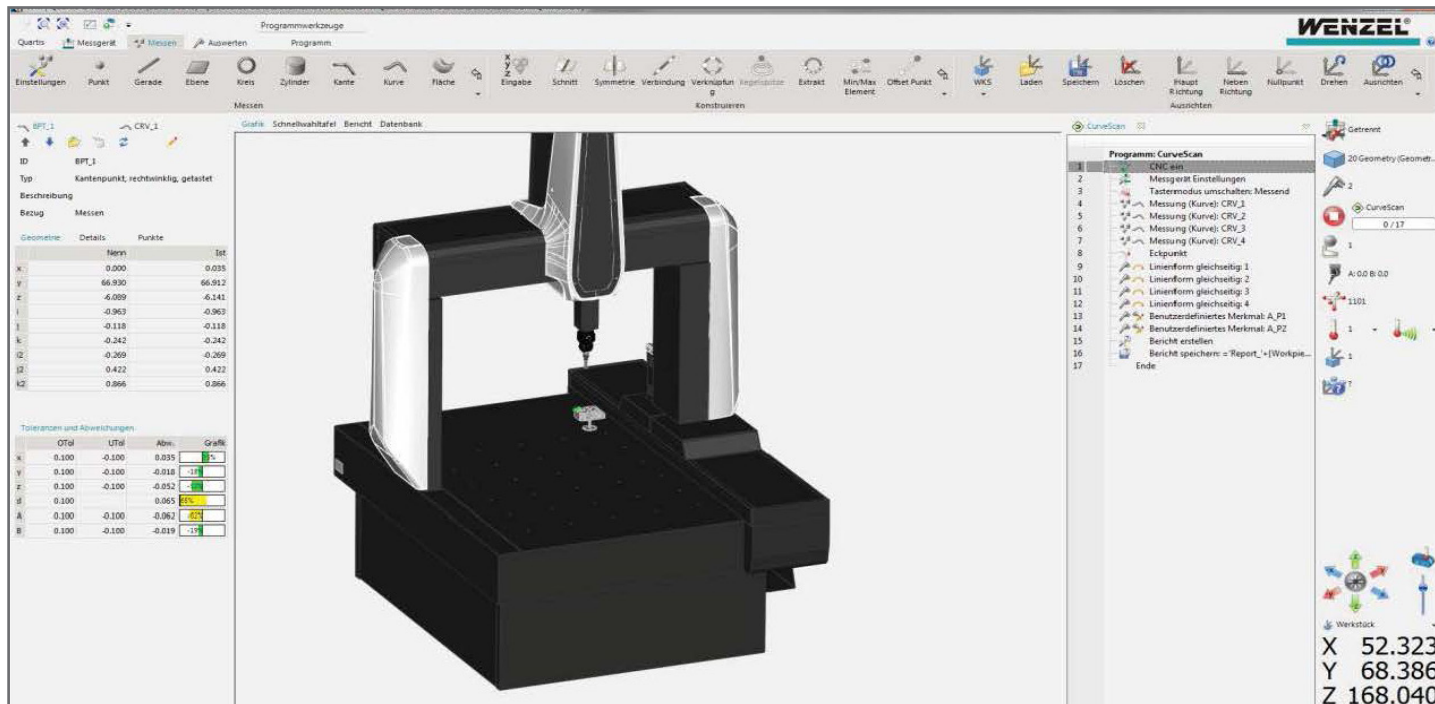 Programmwerkzeuge
WENZEL®
Quartis Messgerät Messen Auswerten Programm
Einstellungen Punkt Gerade Ebene Kreis Zylinder Kante Kurve Fläche Eingabe Schnitt Symmetrie Verbindung Verknüpfun Kegelspitze Extrakt Min/Max Offset Punkt WKS Laden Speichern Löschen Haupt Neben Nullpunkt Drehen Ausrichten
g Element Richtung Richtung
Messen Konstruieren Ausrichten
BPT_1 CRV_1
ID BPT_1
Typ Kantenpunkt, rechtwinklig, getastet
Beschreibung
Bezug Messen
Geometrie Details Punkte
Nenn Ist
x 0.000 0.035
y 66.930 66.912
z -6.089 -6.141
i -0.963 -0.963
j -0.118 -0.118
k -0.242 -0.242
i2 -0.269 -0.269
j2 0.422 0.422
k2 0.866 0.866
Toleranzen und Abweichungen
OTol UTol Abw. Grafik
x 0.100 -0.100 0.035
y 0.100 -0.100 -0.018
z 0.100 -0.100 -0.052
d 0.100 0.065
A 0.100 -0.100 -0.062
B 0.100 -0.100 -0.019
Grafik Schnellwahltafel Bericht Datenbank
CurveScan
Programm: CurveScan
1 CNC ein
2 Messgerät Einstellungen
3 Tastermodus umschalten: Messend
4 Messung (Kurve): CRV_1
5 Messung (Kurve): CRV_2
6 Messung (Kurve): CRV_3
7 Messung (Kurve): CRV_4
8 Eckpunkt
9 Linienform gleichseitig: 1
10 Linienform gleichseitig: 2
11 Linienform gleichseitig: 3
12 Linienform gleichseitig: 4
13 Benutzerdefiniertes Merkmal: A_P1
14 Benutzerdefiniertes Merkmal: A_P2
15 Bericht erstellen
16 Bericht speichern: ='Report_'+[Workpie...
17 Ende
Getrennt
20 Geometry (Geometr...
2
CurveScan
0 / 17
1
A: 0.0 B: 0.0
1101
1
1
?
Werkstück
X 52.323
Y 68.386
Z 168.040